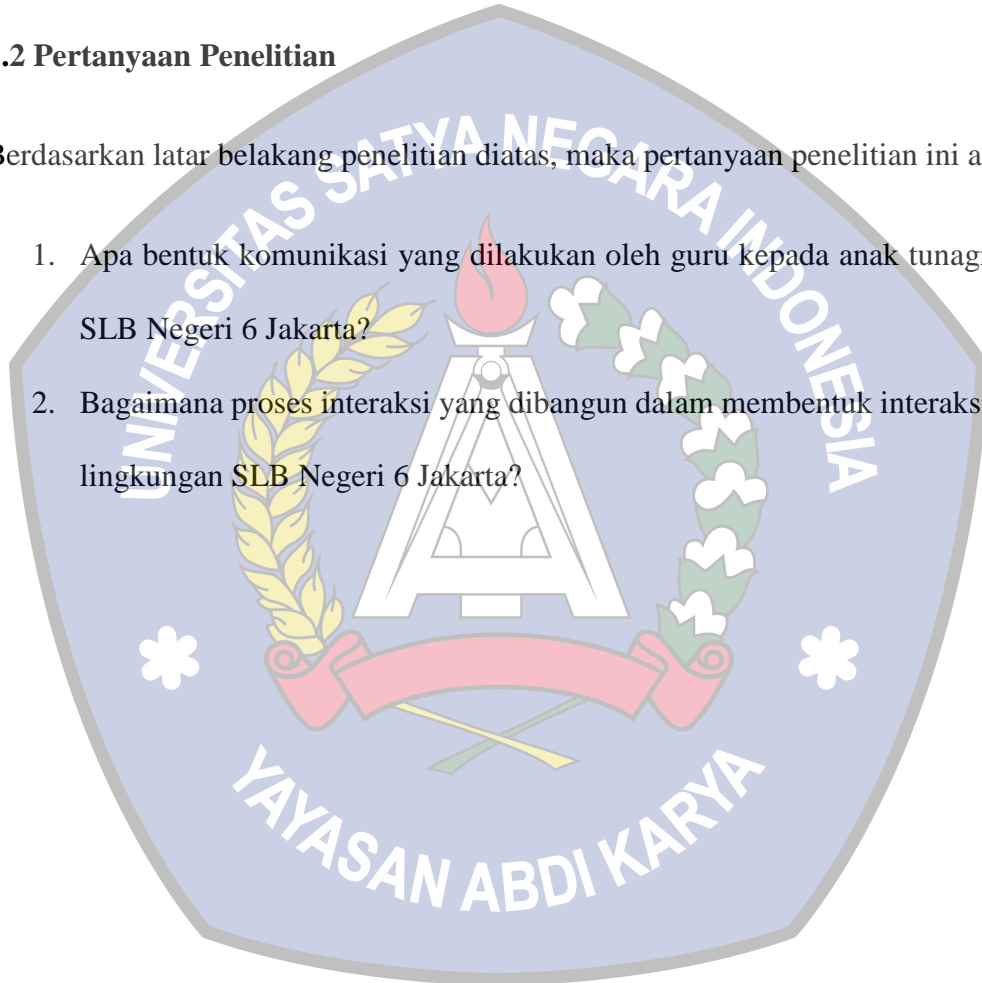 .2 Pertanyaan Penelitian
Berdasarkan latar belakang penelitian diatas, maka pertanyaan penelitian ini a
1. Apa bentuk komunikasi yang dilakukan oleh guru kepada anak
SLB Negeri 6 Jakarta?
2. Bagaimana proses interaksi yang dibangun dalam membentuk interaks
lingkungan SLB Negeri 6 Jakarta?
UNIVERSITAS SATYA NEGARA INDONESIA
YAYASAN ABDI KARYA